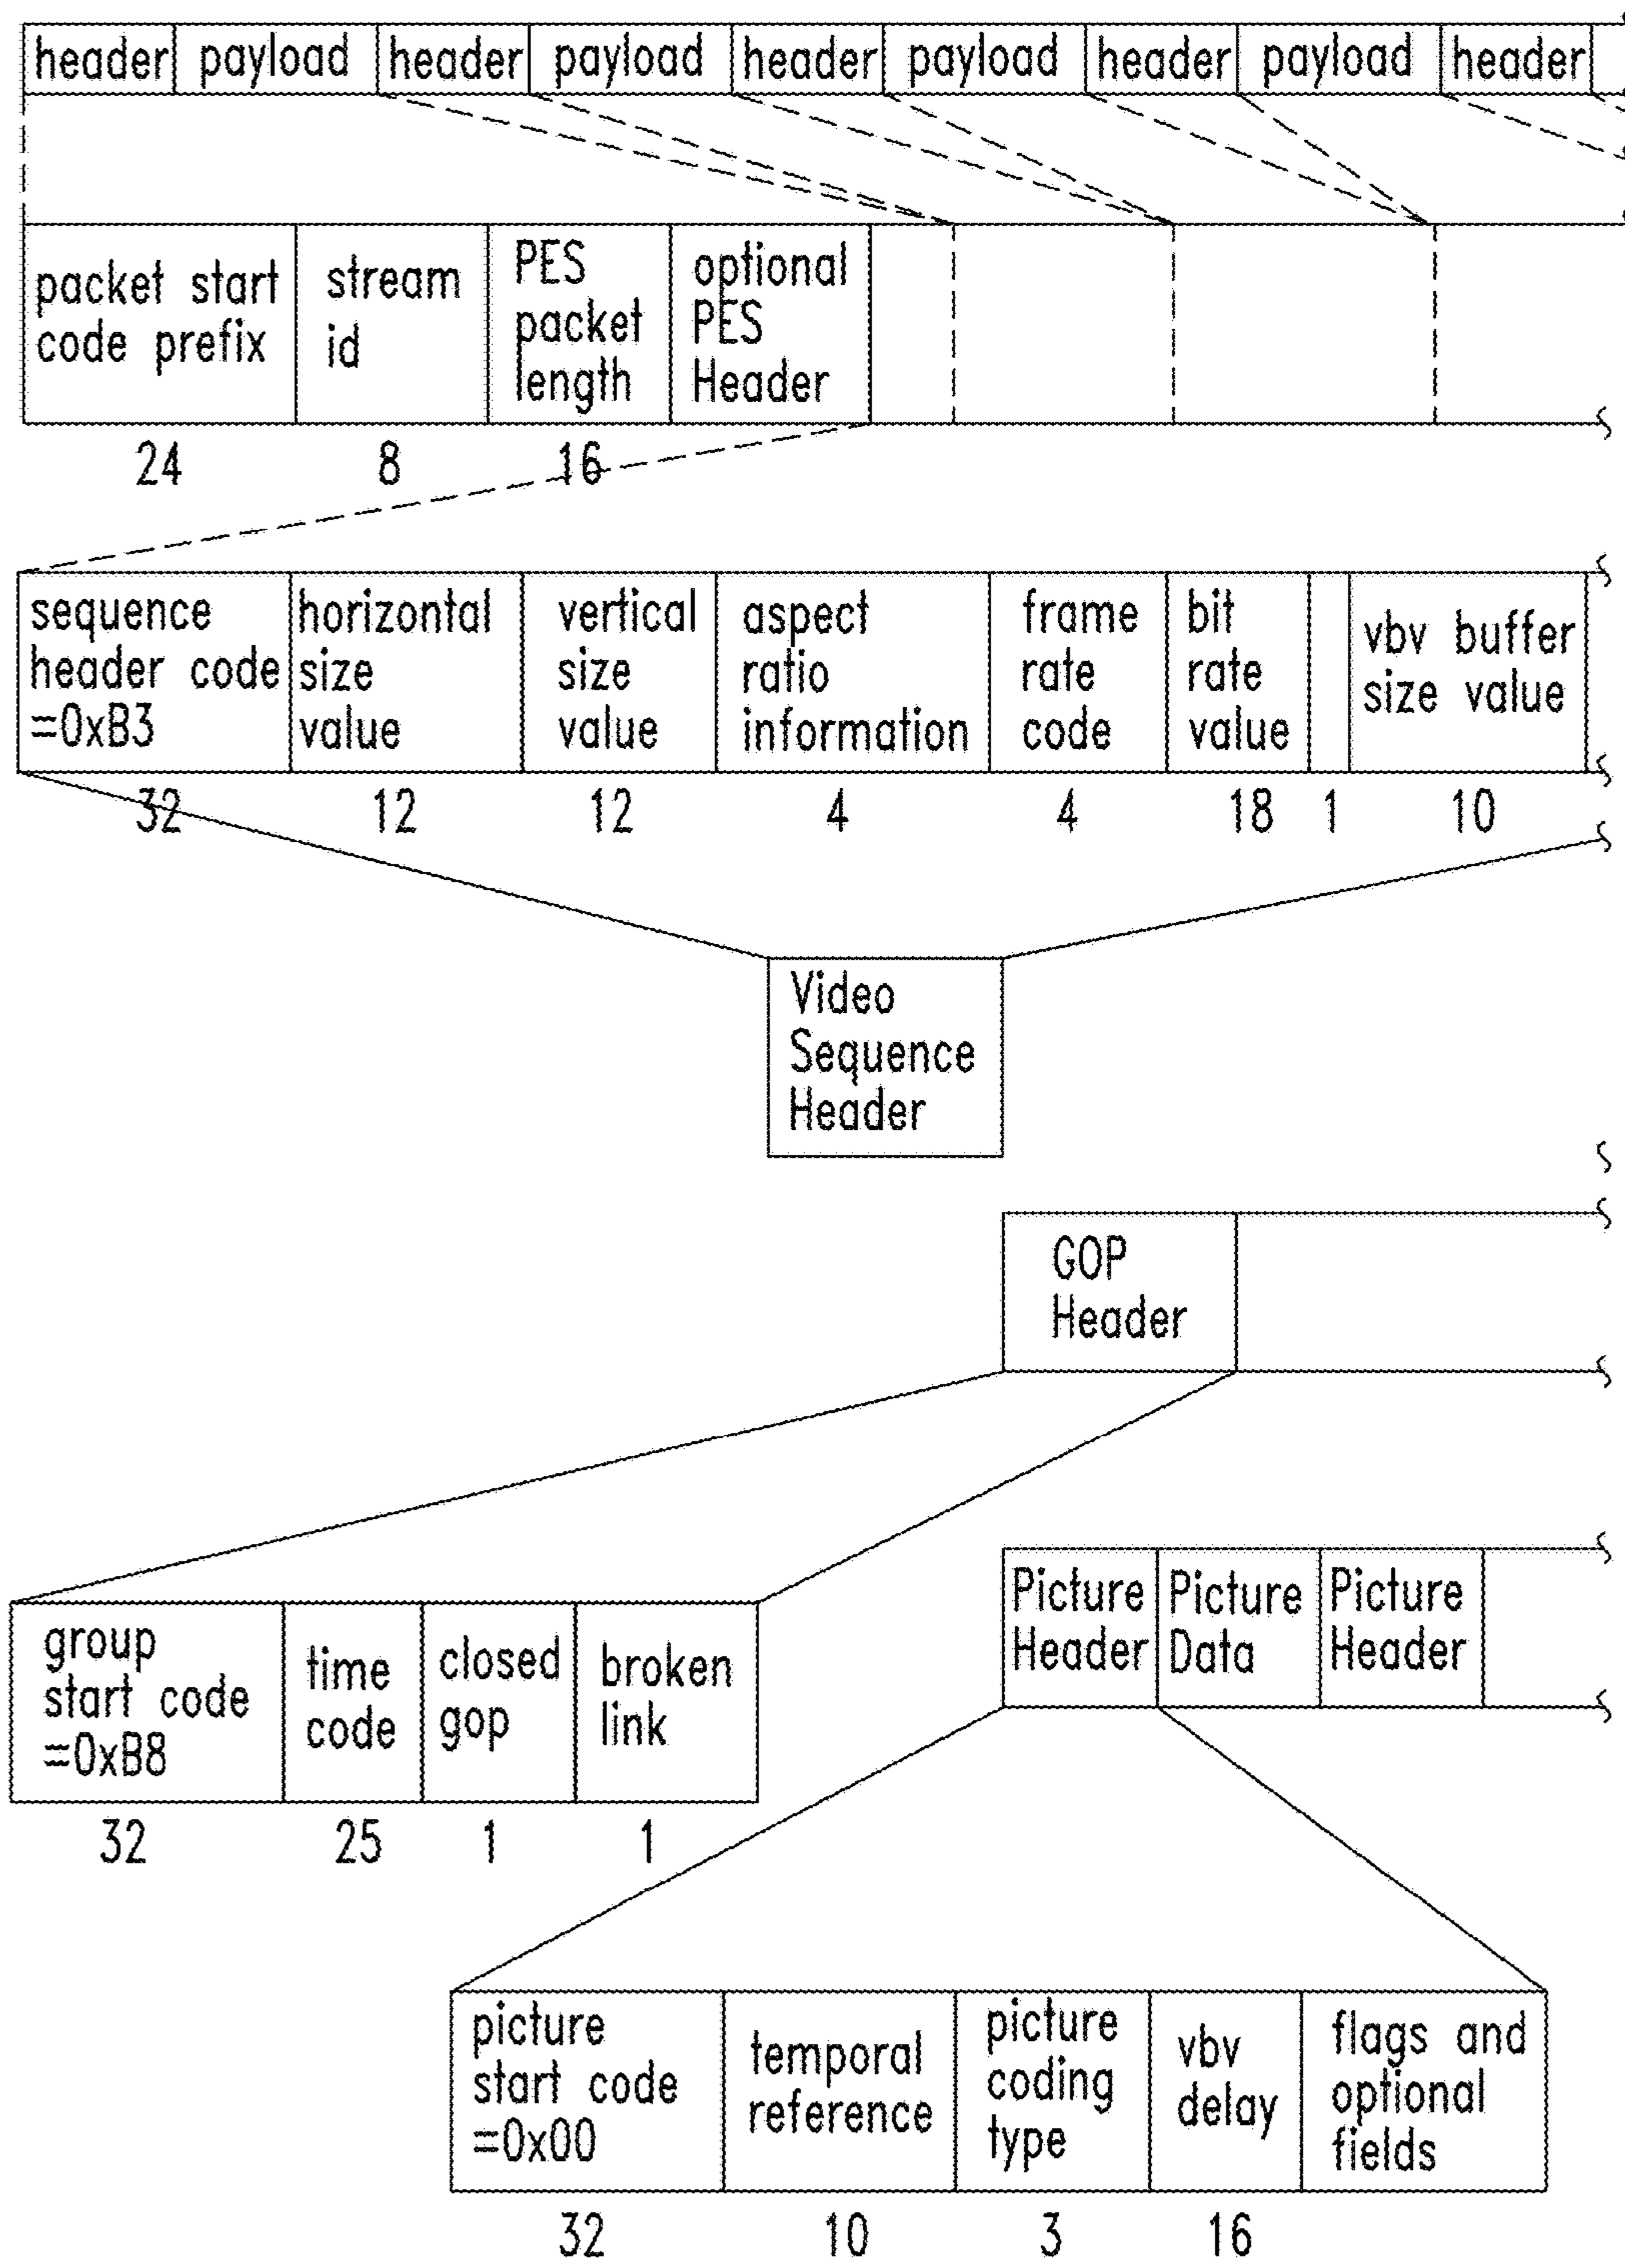 header payload header payload header payload header payload header
packet start
code prefix
stream
id
PES
packet
length
optional
PES
Header
24 8 16
sequence
header code
=0xB3
horizontal
size
value
vertical
size
value
aspect
ratio
information
frame
rate
code
bit
rate
value
vbv buffer
size value
32 12 12 4 4 18 1 10
Video
Sequence
Header
GOP
Header
group
start code
=0xB8
time
code
closed
gop
broken
link
32 25 1 1
Picture
Header
Picture
Data
Picture
Header
picture
start code
=0x00
temporal
reference
picture
coding
type
vbv
delay
flags and
optional
fields
32 10 3 16